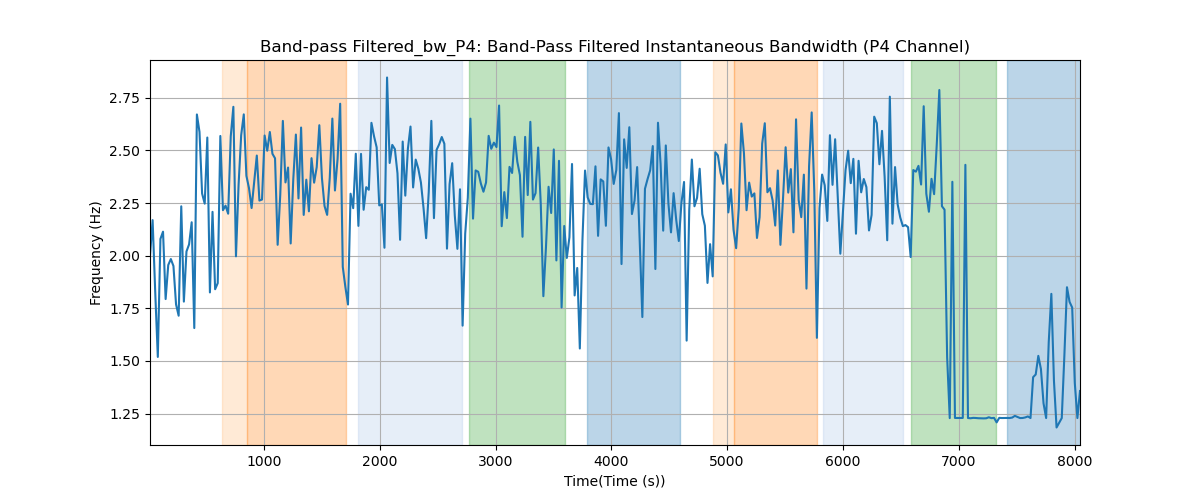 Band-pass Filtered_bw_P4: Band-Pass Filtered Instantaneous Bandwidth (P4 Channel)
Frequency (Hz)
2.75
2.50
2.25
2.00
1.75
1.50
1.25
1000 2000 3000 4000 5000 6000 7000 8000
Time(Time (s))